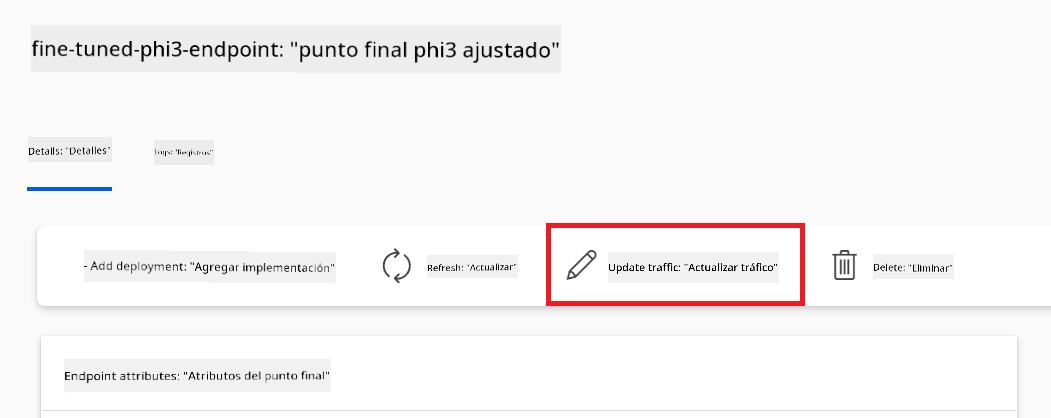 fine-tuned-phi3-endpoint: "punto final phi3 ajustado"
Details: "Detalles"
Logs: "Registros"
- Add deployment: "Agregar implementación"
Refresh: "Actualizar"
Update traffic: "Actualizar tráfico"
Delete: "Eliminar"
Endpoint attributes: "Atributos del punto final"